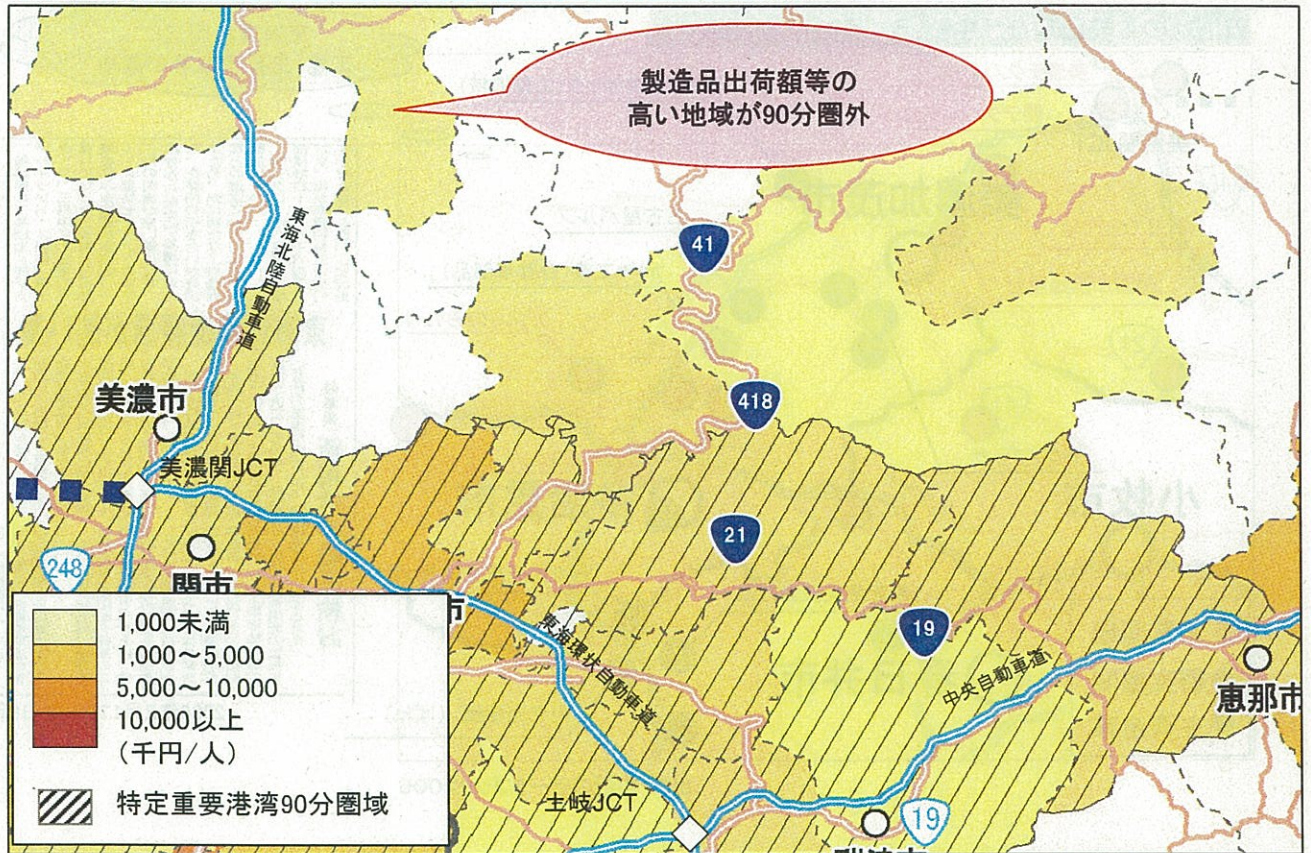 製造品出荷額等の
高い地域が90分圏外
東海北陸自動車道
41
美濃市
418
美濃関JCT
21
248
関市
市
19
東海環状自動車道
中央自動車道
恵那市
土岐JCT
19
1,000未満
1,000～5,000
5,000～10,000
10,000以上
(千円/人)
特定重要港湾90分圏域